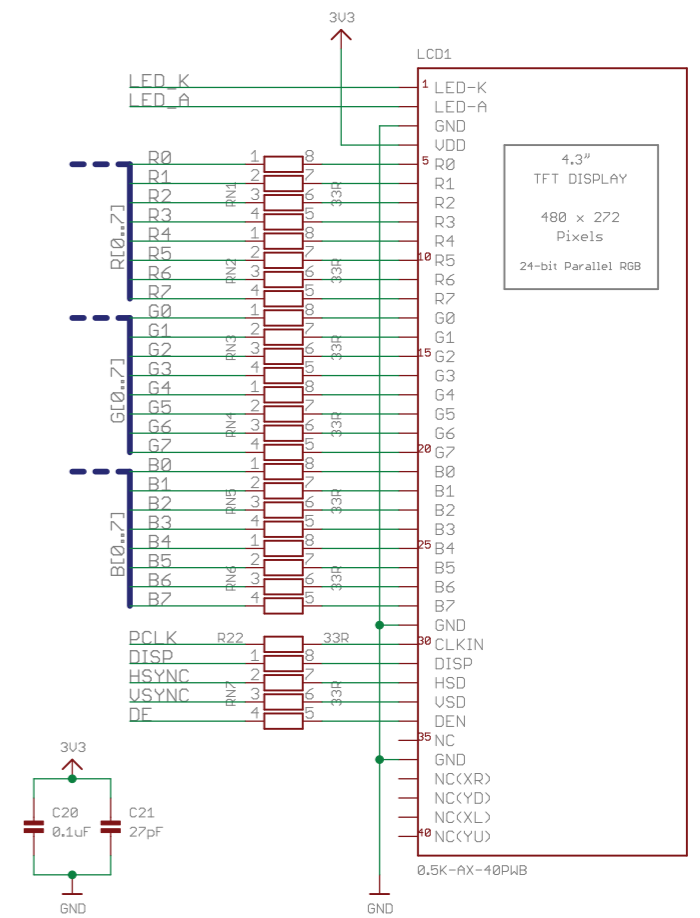 3V3
LCD1
LED_K 1 LED-K
LED_A LED-A
GND
VDD
R0 1 8 5 R0
R1 2 7 R1
R2 3 6 R2
R3 4 5 R3
RN1 33R
R4 1 8 R4
R5 2 7 10 R5
R6 3 6 R6
R7 4 5 R7
RN2 33R
R[0..7]
G0 1 8 G0
G1 2 7 G1
G2 3 6 15 G2
G3 4 5 G3
RN3 33R
G4 1 8 G4
G5 2 7 G5
G6 3 6 G6
G7 4 5 20 G7
RN4 33R
G[0..7]
B0 1 8 B0
B1 2 7 B1
B2 3 6 B2
B3 4 5 B3
RN5 33R
B4 1 8 25 B4
B5 2 7 B5
B6 3 6 B6
B7 4 5 B7
RN6 33R
B[0..7]
GND
PCLK R22 33R 30 CLKIN
DISP 1 8 DISP
HSYNC 2 7 HSD
VSYNC 3 6 VSD
DE 4 5 DEN
RN7 33R
35 NC
GND
NC(XR)
NC(YD)
NC(XL)
40 NC(YU)
0.5K-AX-40PWB
4.3"
TFT DISPLAY
480 x 272
Pixels
24-bit Parallel RGB
3V3
C20
0.1uF
C21
27pF
GND
GND